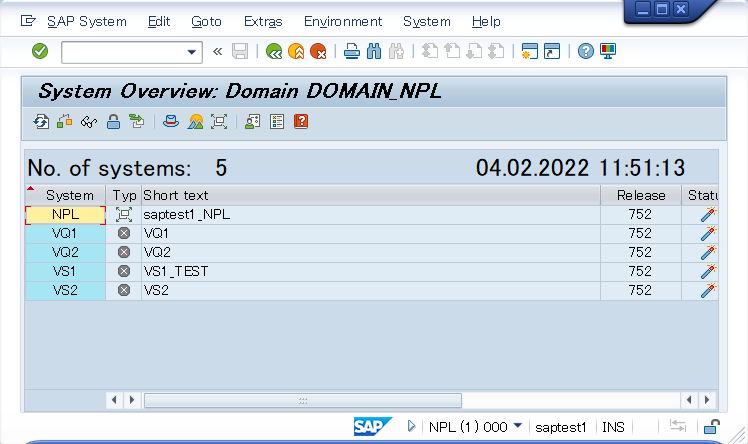 SAP System Edit Goto Extras Environment System Help
System Overview: Domain DOMAIN_NPL
No. of systems: 5 04.02.2022 11:51:13
System Typ Short text Release Statu
NPL saptest1_NPL 752
VQ1 VQ1 752
VQ2 VQ2 752
VS1 VS1_TEST 752
VS2 VS2 752
SAP NPL (1) 000 saptest1 INS